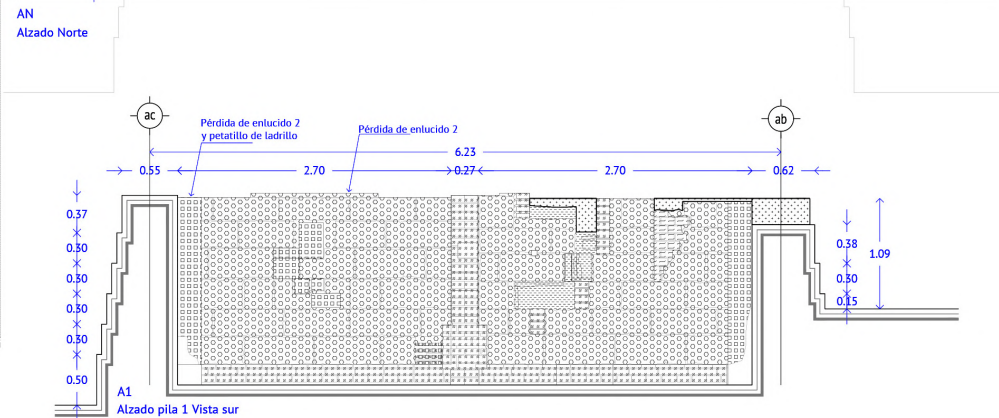 AN
Alzado Norte
ac
ab
Pérdida de enlucido 2
y petatillo de ladrillo
Pérdida de enlucido 2
6.23
0.55
2.70
0.27
2.70
0.62
0.37
0.30
0.30
0.30
0.30
0.50
0.38
0.30
0.15
1.09
A1
Alzado pila 1 Vista sur